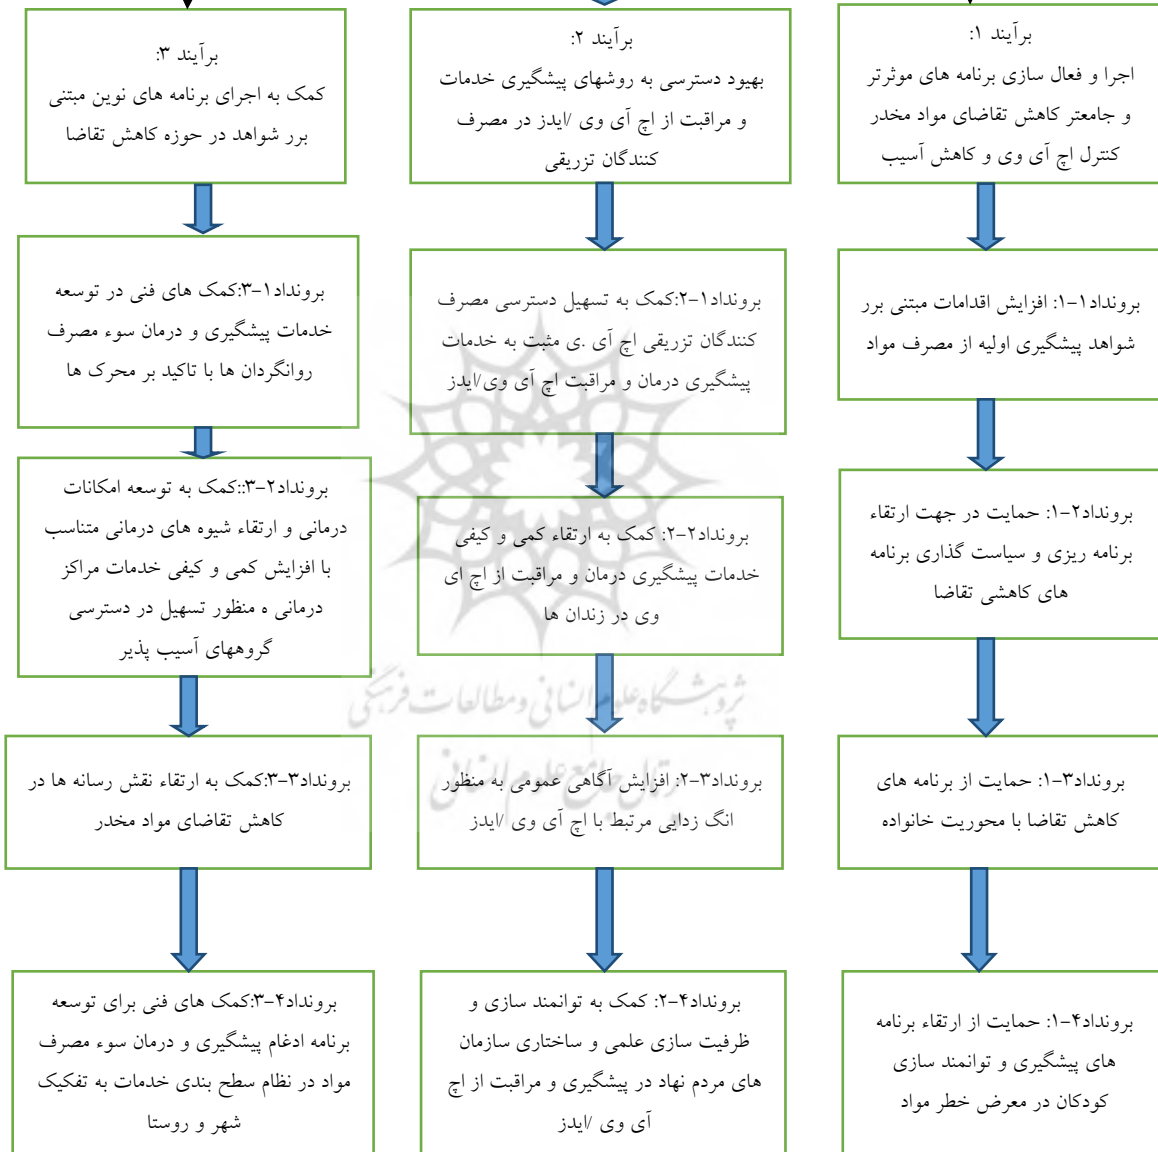 برآیند ۱:
اجرا و فعال سازی برنامه های موثرتر
و جامعتر کاهش تقاضای مواد مخدر
کنترل اچ آی وی و کاهش آسیب
برونداد۱-۱: افزایش اقدامات مبتنی برر
شواهد پیشگیری اولیه از مصرف مواد
برونداد۲-۱: حمایت در جهت ارتقاء
برنامه ریزی و سیاست گذاری برنامه
های کاهشی تقاضا
برونداد۳-۱: حمایت از برنامه های
کاهش تقاضا با محوریت خانواده
برونداد۴-۱: حمایت از ارتقاء برنامه
های پیشگیری و توانمند سازی
کودکان در معرض خطر مواد
برآیند ۲:
بهبود دسترسی به روشهای پیشگیری خدمات
و مراقبت از اچ آی وی /ایدز در مصرف
کنندگان تزریقی
برونداد۱-۲:کمک به تسهیل دسترسی مصرف
کنندگان تزریقی اچ آی .ی مثبت به خدمات
پیشگیری درمان و مراقبت اچ آی وی/ایدز
برونداد۲-۲: کمک به ارتقاء کمی و کیفی
خدمات پیشگیری درمان و مراقبت از اچ ای
وی در زندان ها
پژوهشگاه علوم انسانی و مطالعات فرهنگی
برونداد۳-۲: افزایش آگاهی عمومی به منظور
انگ زدایی مرتبط با اچ آی وی /ایدز
پرتال جامع علوم انسانی
برونداد۴-۲: کمک به توانمند سازی و
ظرفیت سازی علمی و ساختاری سازمان
های مردم نهاد در پیشگیری و مراقبت از اچ
آی وی /ایدز
برآیند ۳:
کمک به اجرای برنامه های نوین مبتنی
برر شواهد در حوزه کاهش تقاضا
برونداد۱-۳:کمک های فنی در توسعه
خدمات پیشگیری و درمان سوء مصرف
روانگردان ها با تاکید بر محرک ها
برونداد۲-۳::کمک به توسعه امکانات
درمانی و ارتقاء شیوه های درمانی متناسب
با افزایش کمی و کیفی خدمات مراکز
درمانی ه منظور تسهیل در دسترسی
گروههای آسیب پذیر
برونداد۳-۳:کمک به ارتقاء نقش رسانه ها در
کاهش تقاضای مواد مخدر
برونداد۴-۳:کمک های فنی برای توسعه
برنامه ادغام پیشگیری و درمان سوء مصرف
مواد در نظام سطح بندی خدمات به تفکیک
شهر و روستا